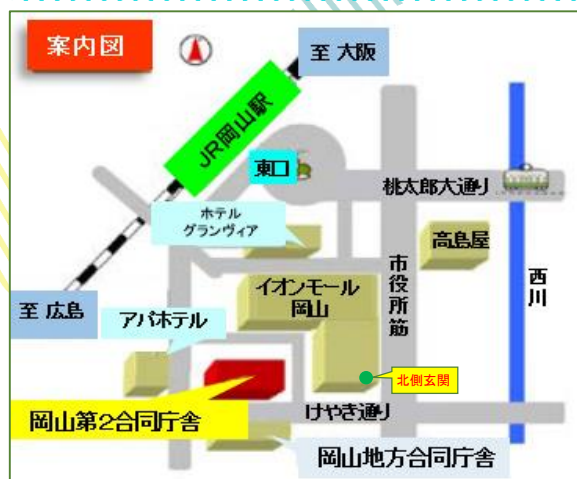 案内図
至 大阪
JR岡山駅
東口
桃太郎大通り
ホテル
グランヴィア
高島屋
市役所筋
西川
イオンモール
岡山
至 広島
アパホテル
北側玄関
岡山第2合同庁舎
けやき通り
岡山地方合同庁舎